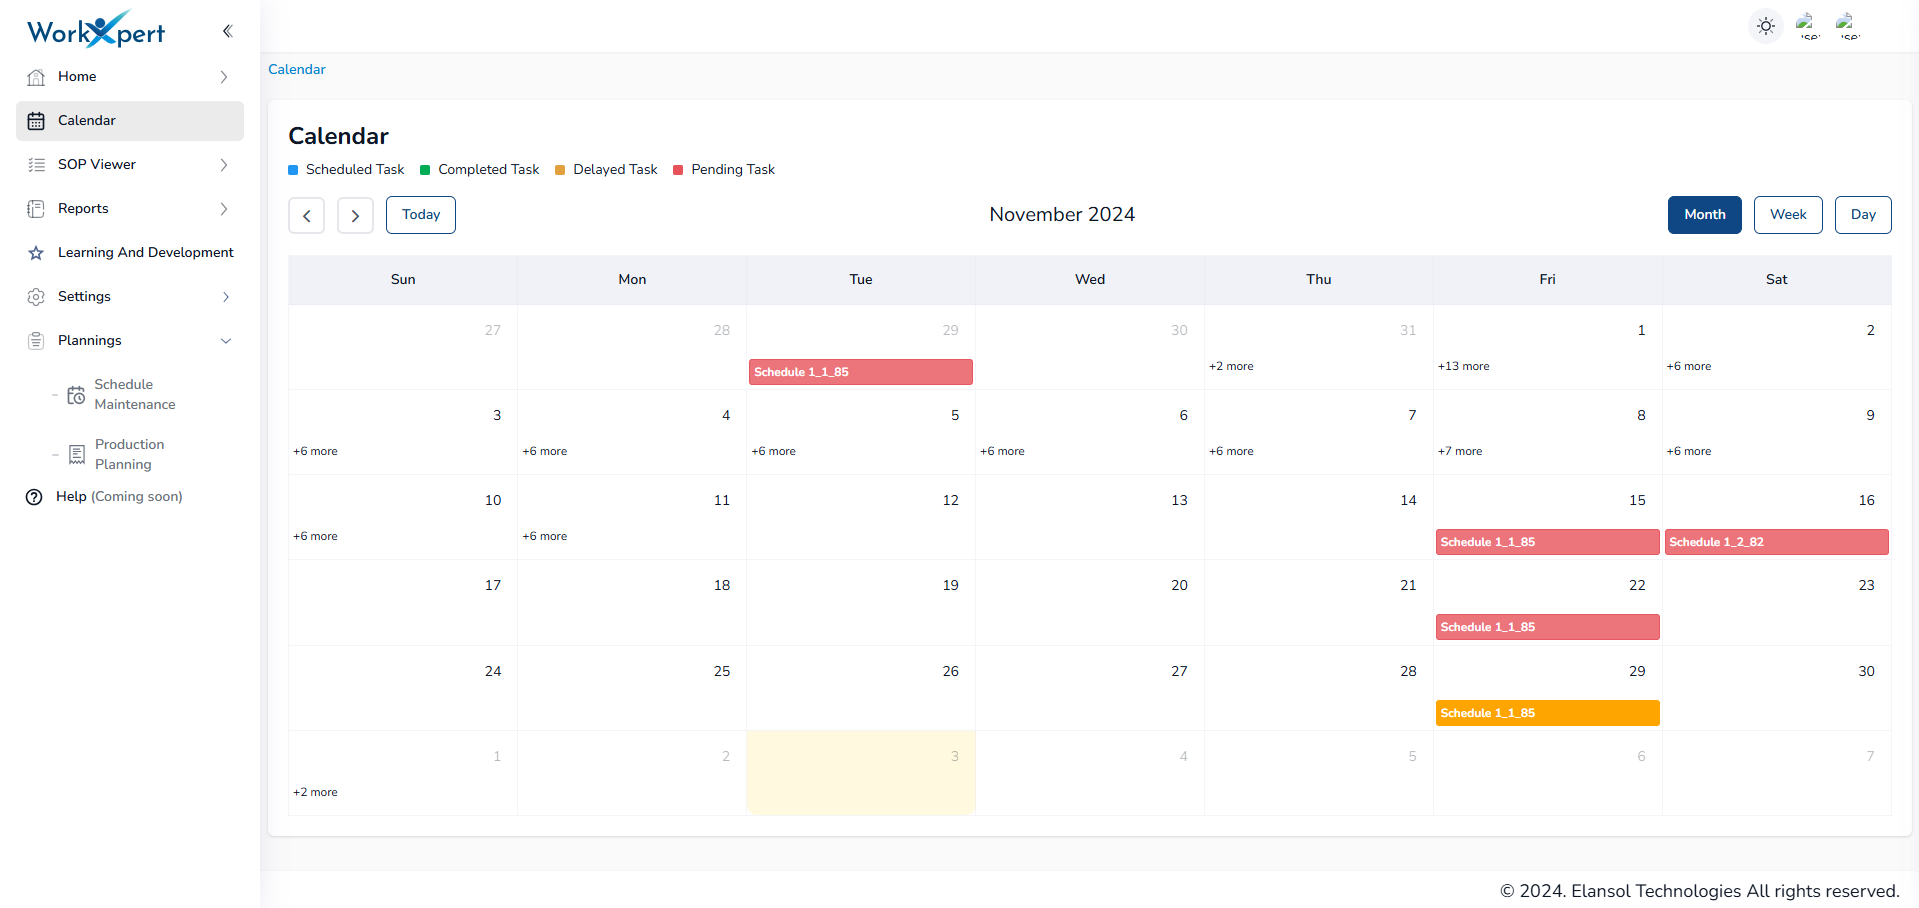 WorkXpert
Home
Calendar
SOP Viewer
Reports
Learning And Development
Settings
Plannings
Schedule
Maintenance
Production
Planning
Help (Coming soon)
Calendar
Calendar
Scheduled Task Completed Task Delayed Task Pending Task
Today
November 2024
Month Week Day
Sun Mon Tue Wed Thu Fri Sat
27 28 29 30 31 1 2
Schedule 1_1_85 +2 more +13 more +6 more
3 4 5 6 7 8 9
+6 more +6 more +6 more +6 more +6 more +7 more +6 more
10 11 12 13 14 15 16
+6 more +6 more Schedule 1_1_85 Schedule 1_2_82
17 18 19 20 21 22 23
Schedule 1_1_85
24 25 26 27 28 29 30
Schedule 1_1_85
1 2 3 4 5 6 7
+2 more
© 2024. Elansol Technologies All rights reserved.